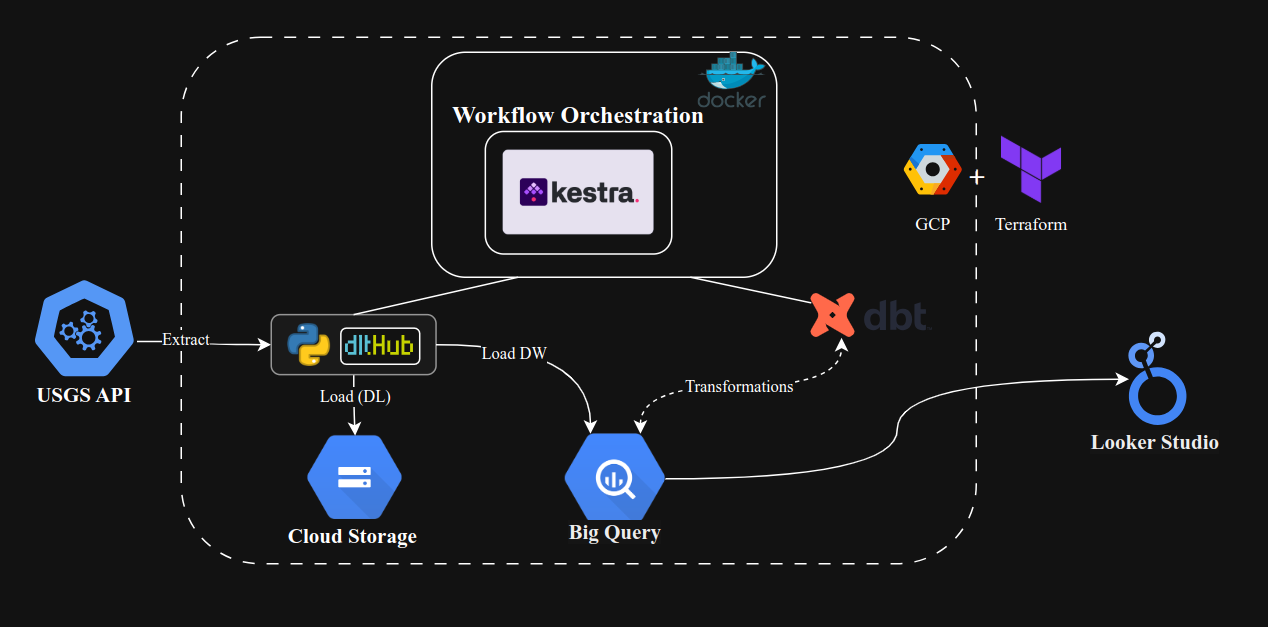 docker
Workflow Orchestration
kestra.
GCP
+
Terraform
Extract
USGS API
dltHub
Load DW
dbt
Transformations
Load (DL)
Cloud Storage
Big Query
Looker Studio